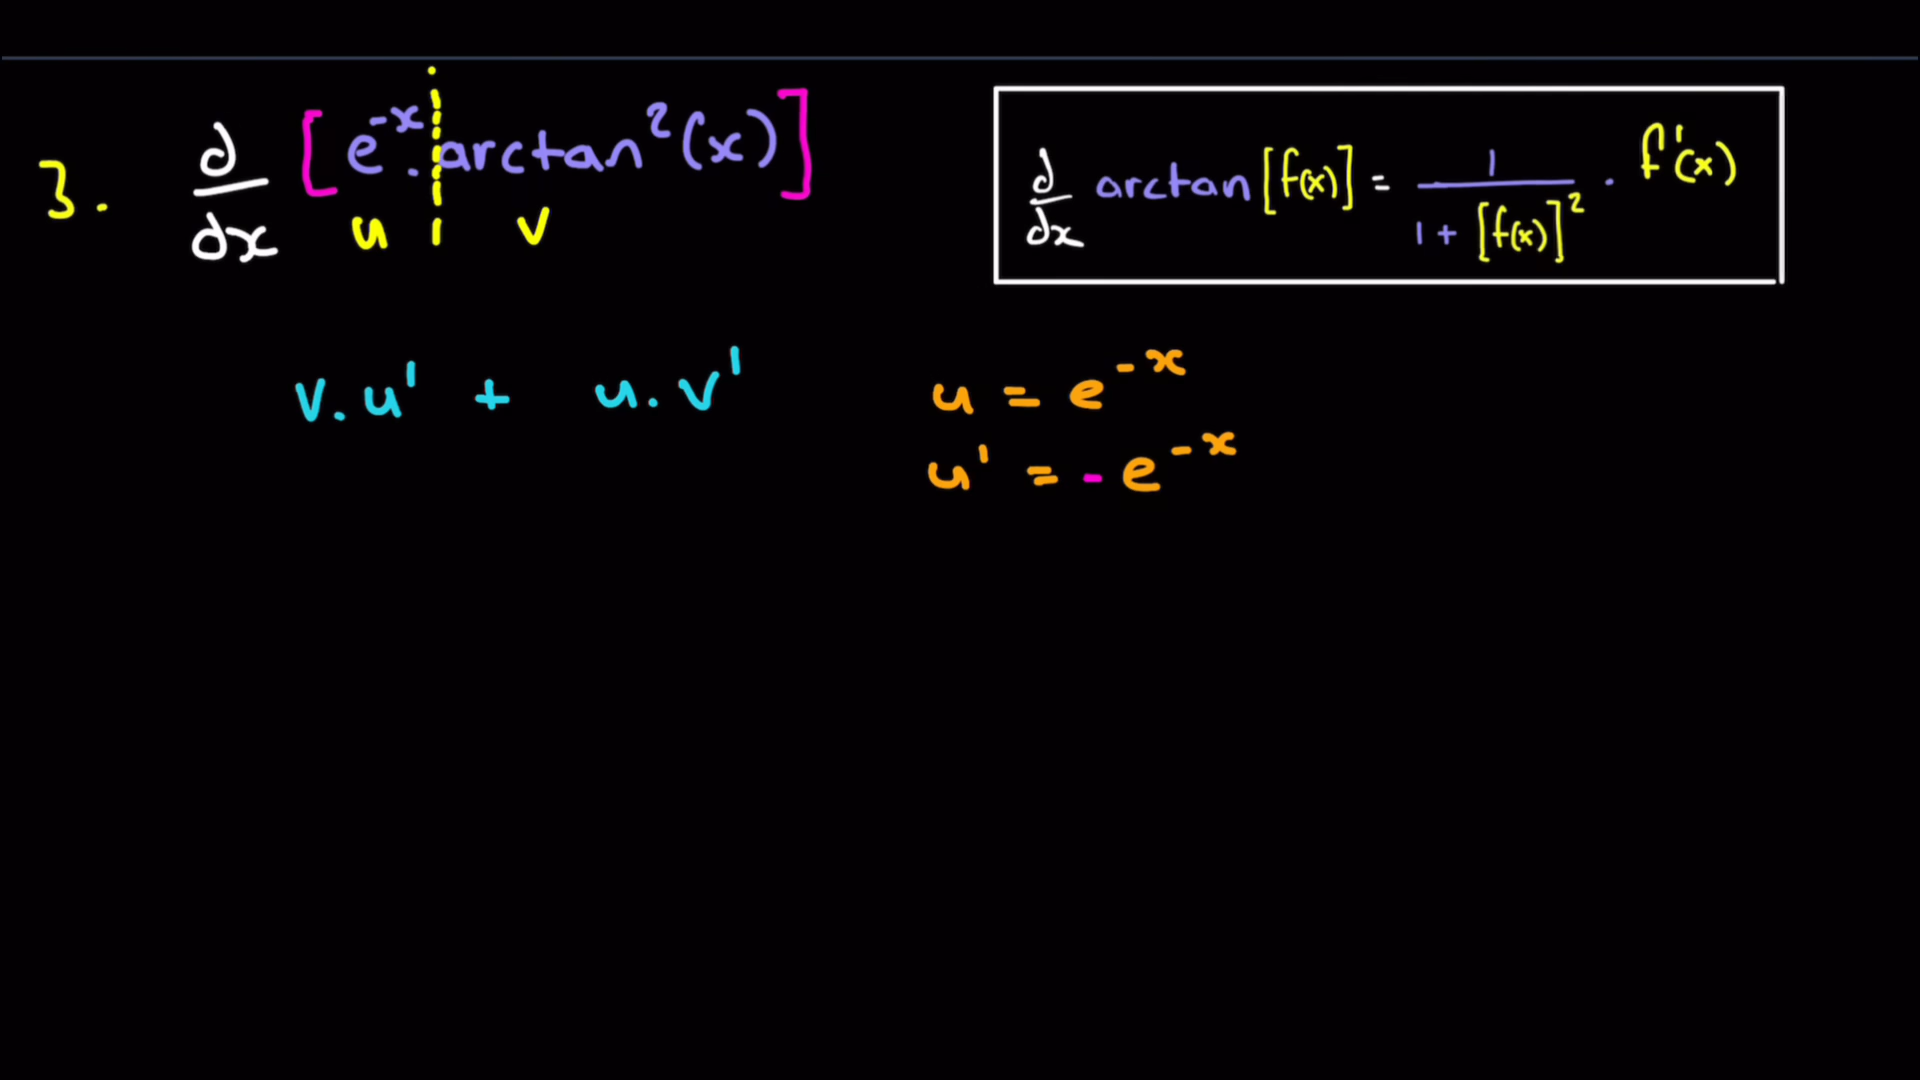 3. d/dx [e⁻ˣ · arctan²(x)]
u v
d/dx arctan[f(x)] = 1/(1 + [f(x)]²) · f'(x)
v.u' + u.v'
u = e⁻ˣ
u' = -e⁻ˣ